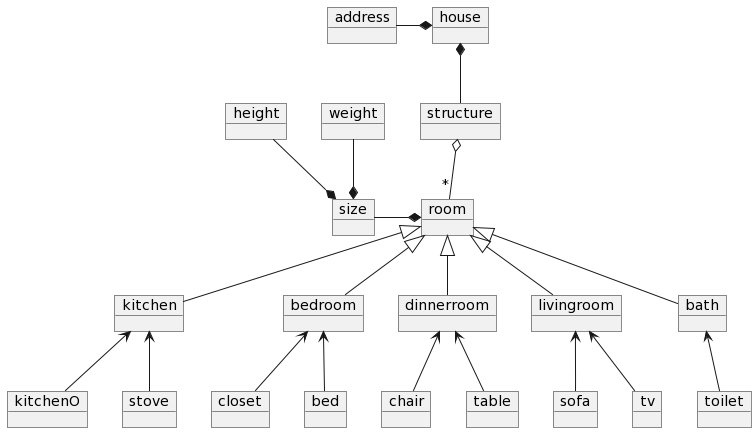 address
house
height
weight
structure
*
size
room
kitchen
bedroom
dinnerroom
livingroom
bath
kitchenO
stove
closet
bed
chair
table
sofa
tv
toilet